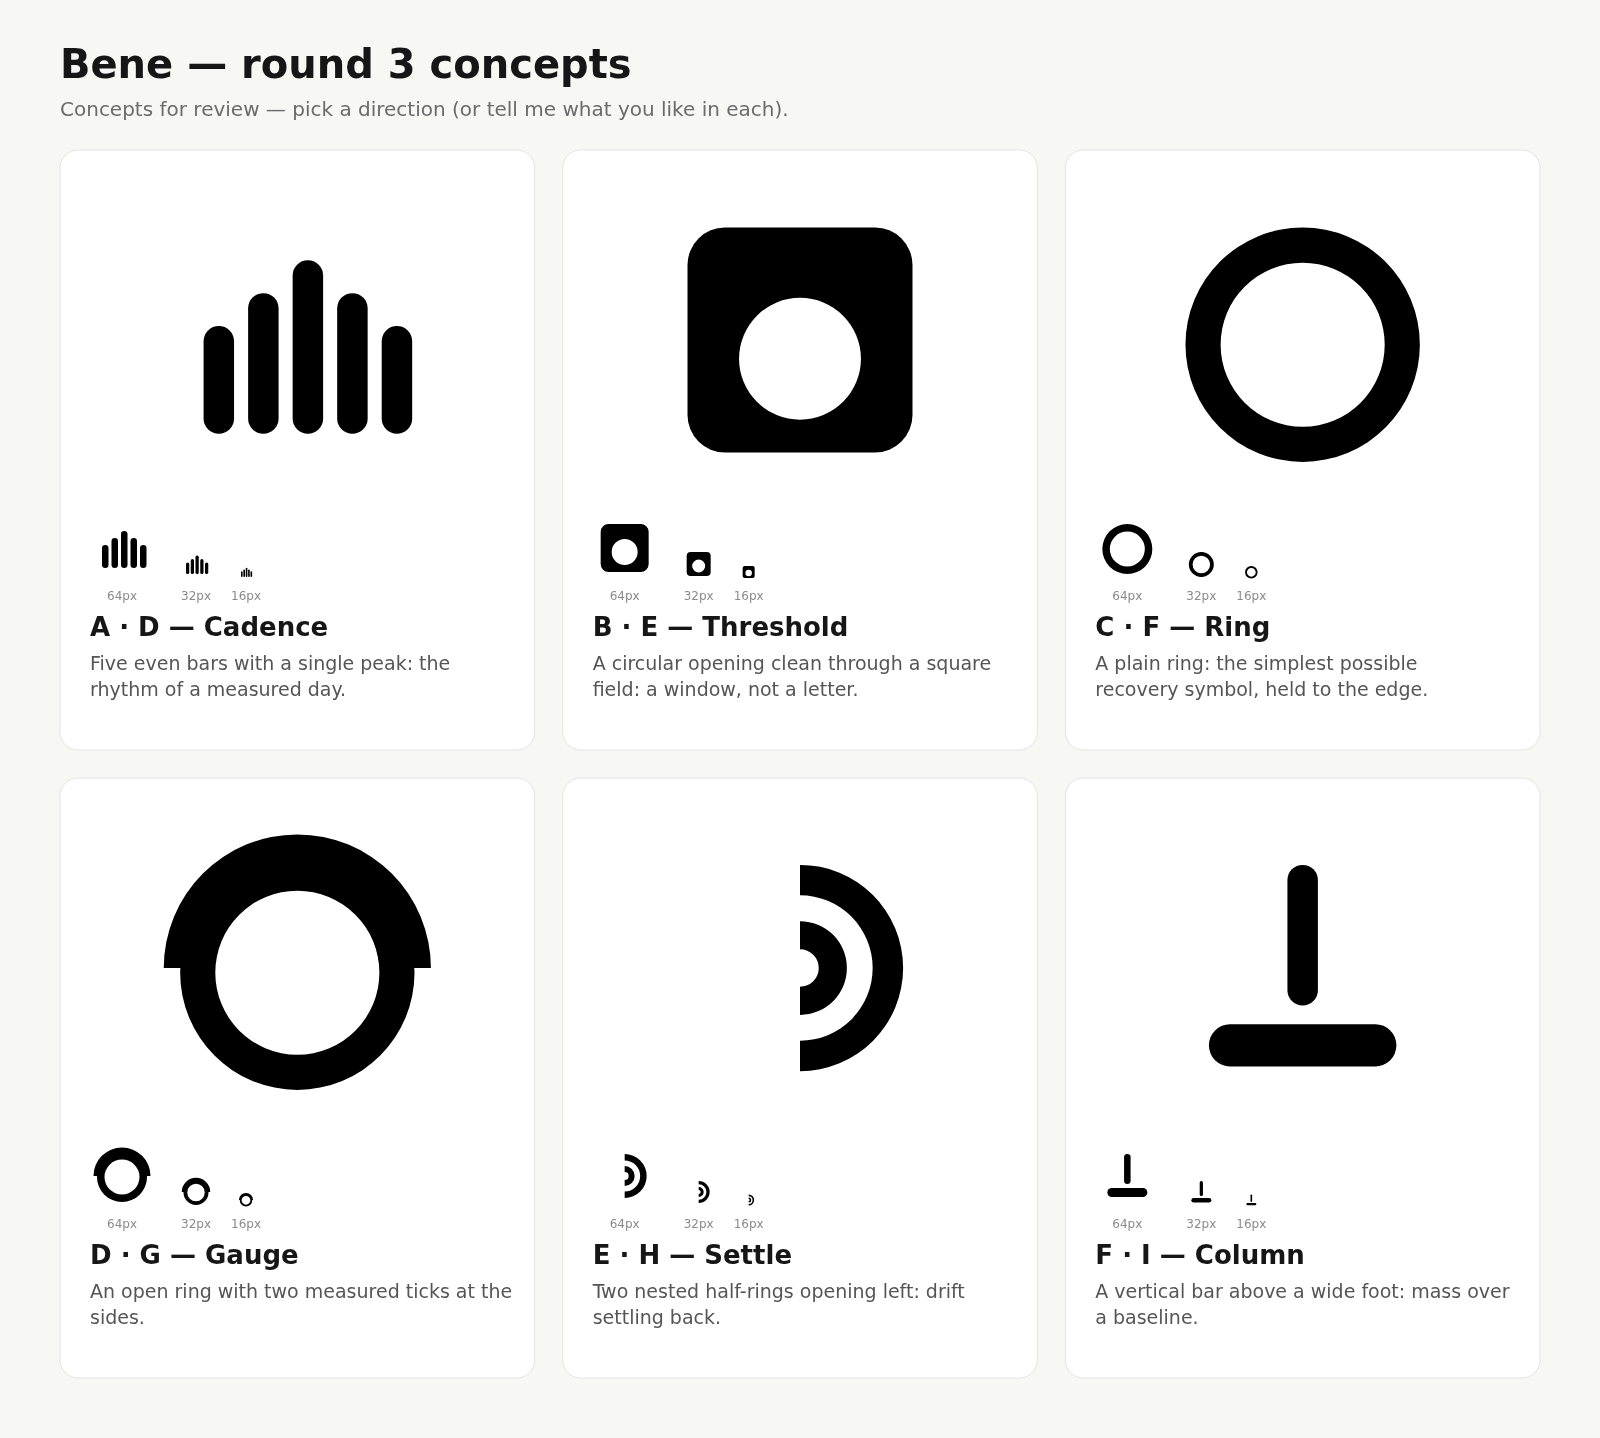 Bene — round 3 concepts
Concepts for review — pick a direction (or tell me what you like in each).
64px 32px 16px
A · D — Cadence
Five even bars with a single peak: the
rhythm of a measured day.
64px 32px 16px
B · E — Threshold
A circular opening clean through a square
field: a window, not a letter.
64px 32px 16px
C · F — Ring
A plain ring: the simplest possible
recovery symbol, held to the edge.
64px 32px 16px
D · G — Gauge
An open ring with two measured ticks at the
sides.
64px 32px 16px
E · H — Settle
Two nested half-rings opening left: drift
settling back.
64px 32px 16px
F · I — Column
A vertical bar above a wide foot: mass over
a baseline.